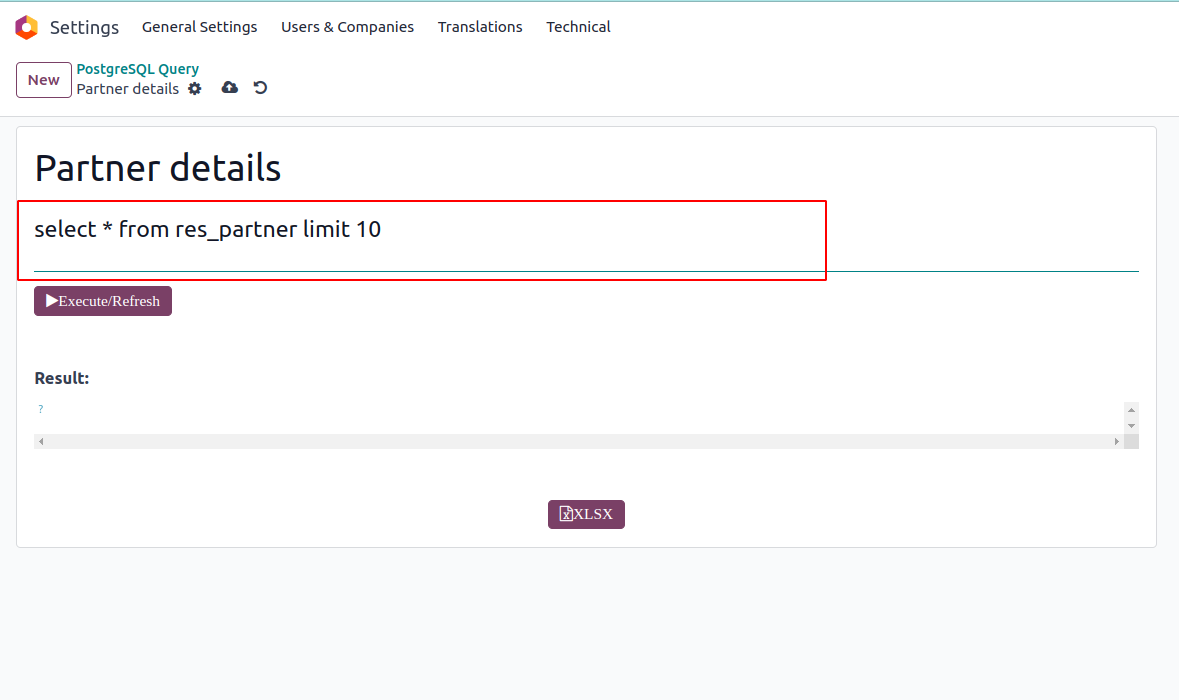 Settings General Settings Users & Companies Translations Technical
New
PostgreSQL Query
Partner details
Partner details
select * from res_partner limit 10
Execute/Refresh
Result:
?
XLSX